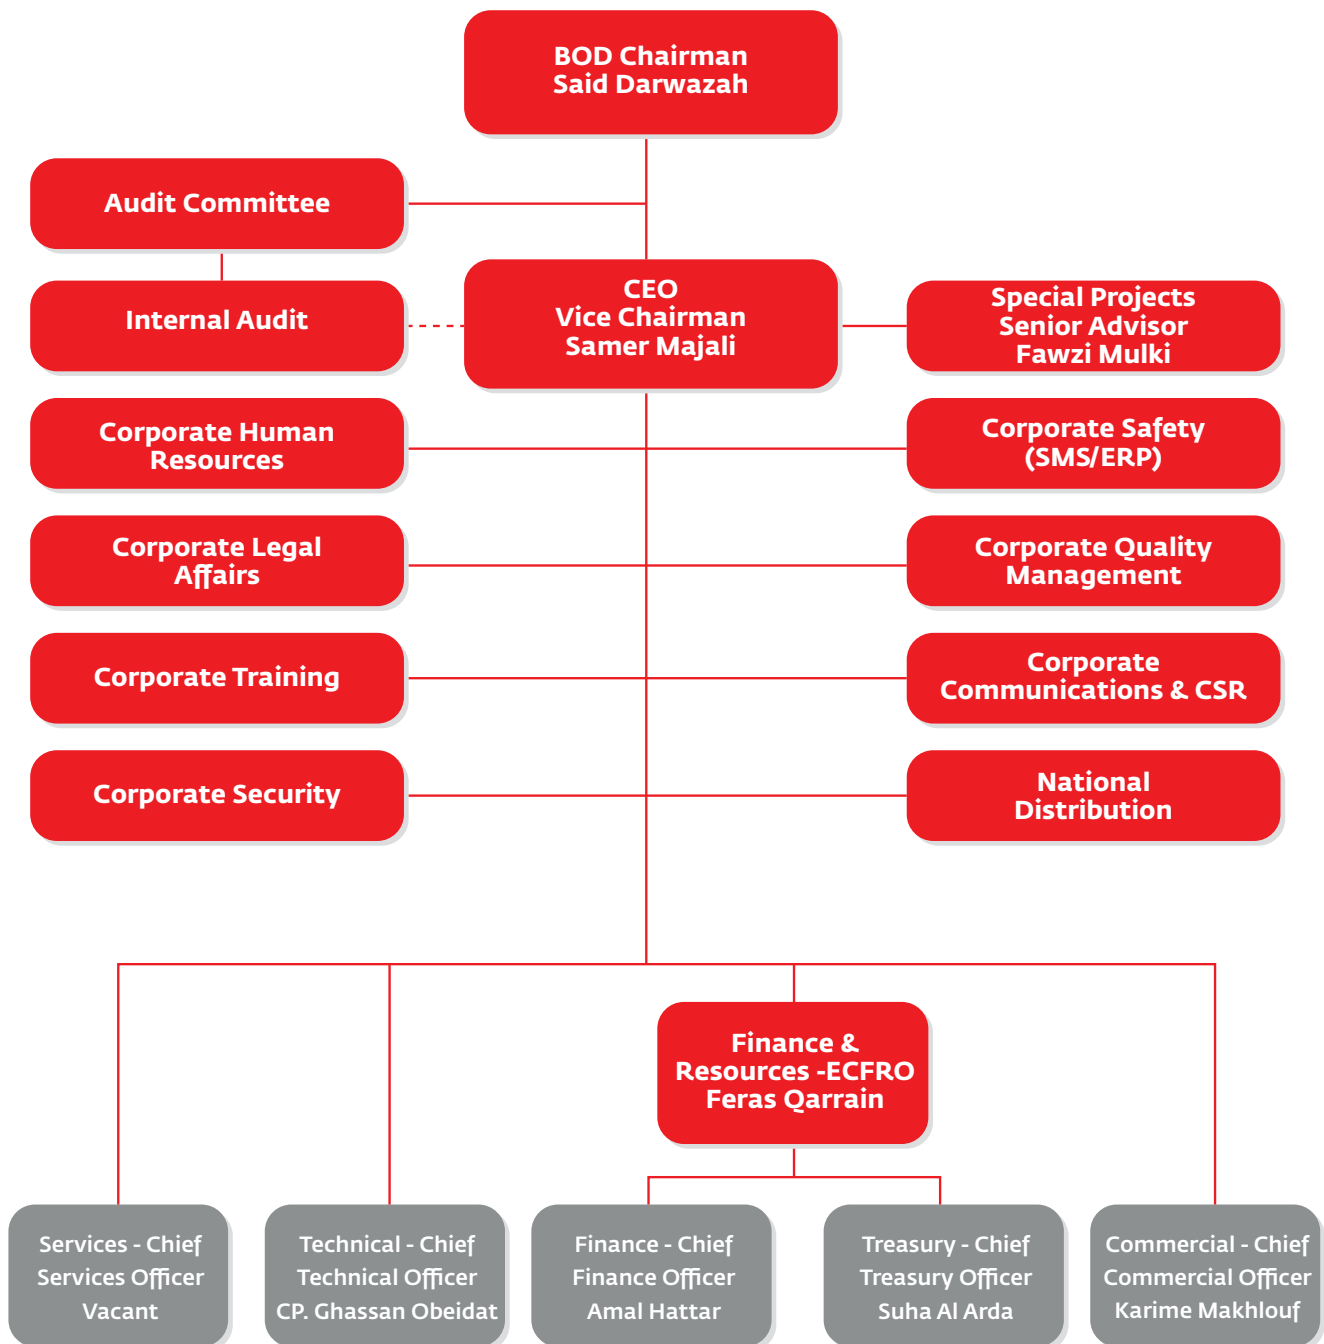 BOD Chairman
Said Darwazah
Audit Committee
Internal Audit
CEO
Vice Chairman
Samer Majali
Special Projects
Senior Advisor
Fawzi Mulki
Corporate Human
Resources
Corporate Safety
(SMS/ERP)
Corporate Legal
Affairs
Corporate Quality
Management
Corporate Training
Corporate
Communications & CSR
Corporate Security
National
Distribution
Finance &
Resources -ECFRO
Feras Qarrain
Services - Chief
Services Officer
Vacant
Technical - Chief
Technical Officer
CP. Ghassan Obeidat
Finance - Chief
Finance Officer
Amal Hattar
Treasury - Chief
Treasury Officer
Suha Al Arda
Commercial - Chief
Commercial Officer
Karime Makhlouf